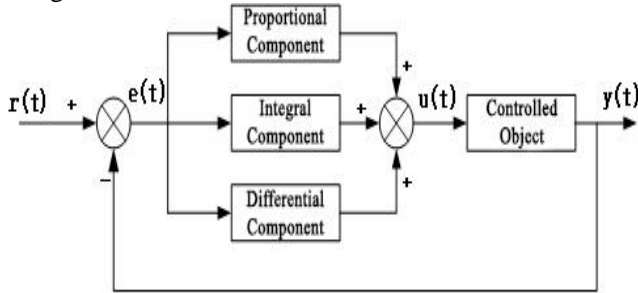 Proportional
Component
r(t)
+
e(t)
Integral
Component
+
+
+
u(t)
Controlled
Object
y(t)
−
Differential
Component